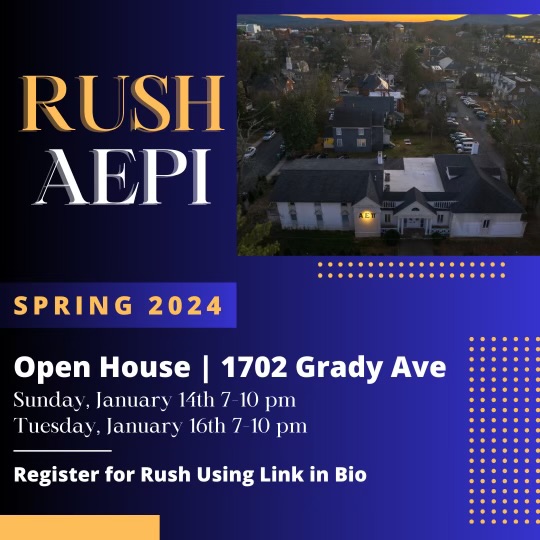 RUSH
AEPI
ΑΕΠ
SPRING 2024
Open House | 1702 Grady Ave
Sunday, January 14th 7-10 pm
Tuesday, January 16th 7-10 pm
Register for Rush Using Link in Bio